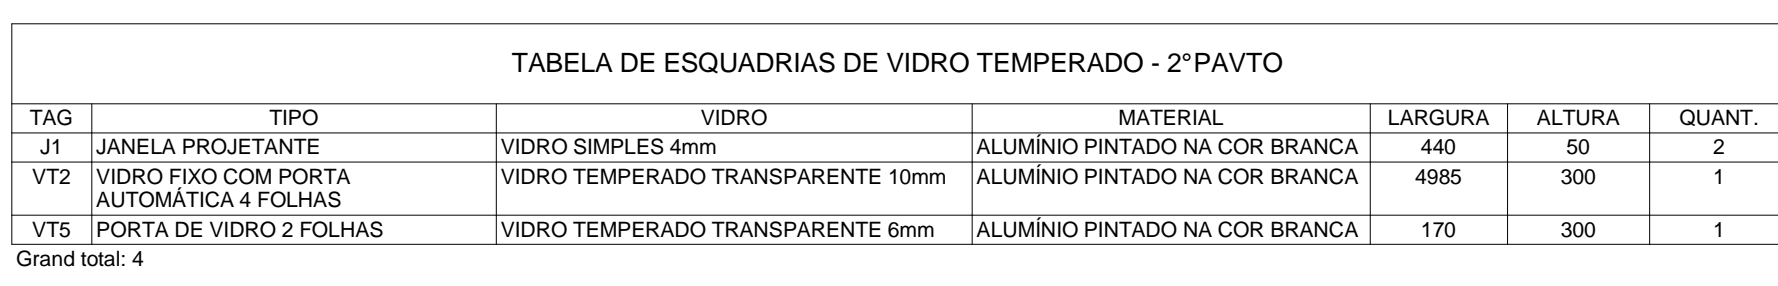 TABELA DE ESQUADRIAS DE VIDRO TEMPERADO - 2°PAVTO
TAG TIPO VIDRO MATERIAL LARGURA ALTURA QUANT.
J1 JANELA PROJETANTE VIDRO SIMPLES 4mm ALUMÍNIO PINTADO NA COR BRANCA 440 50 2
VT2 VIDRO FIXO COM PORTA VIDRO TEMPERADO TRANSPARENTE 10mm ALUMÍNIO PINTADO NA COR BRANCA 4985 300 1
AUTOMÁTICA 4 FOLHAS
VT5 PORTA DE VIDRO 2 FOLHAS VIDRO TEMPERADO TRANSPARENTE 6mm ALUMÍNIO PINTADO NA COR BRANCA 170 300 1
Grand total: 4